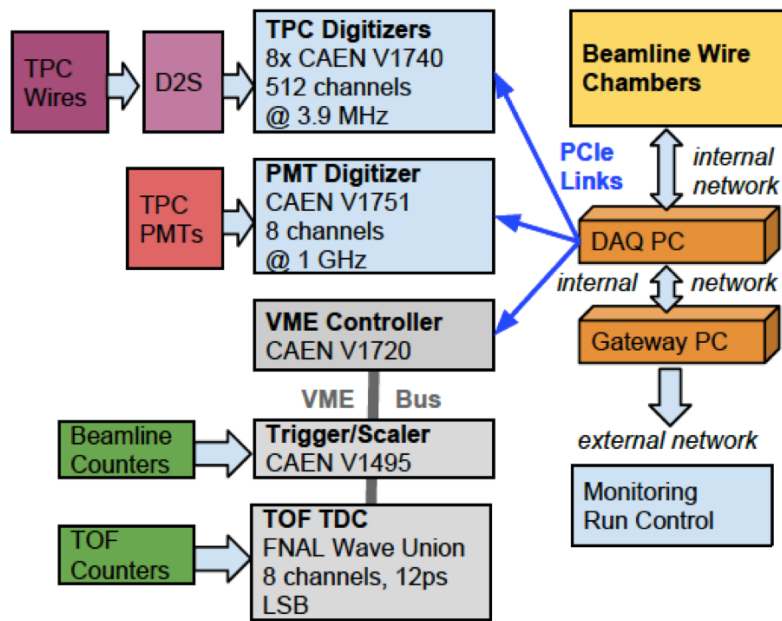 TPC
Wires
D2S
TPC Digitizers
8x CAEN V1740
512 channels
@ 3.9 MHz
Beamline Wire
Chambers
TPC
PMTs
PMT Digitizer
CAEN V1751
8 channels
@ 1 GHz
PCIe
Links
internal
network
DAQ PC
internal network
Gateway PC
VME Controller
CAEN V1720
VME Bus
external network
Beamline
Counters
Trigger/Scaler
CAEN V1495
Monitoring
Run Control
TOF
Counters
TOF TDC
FNAL Wave Union
8 channels, 12ps
LSB